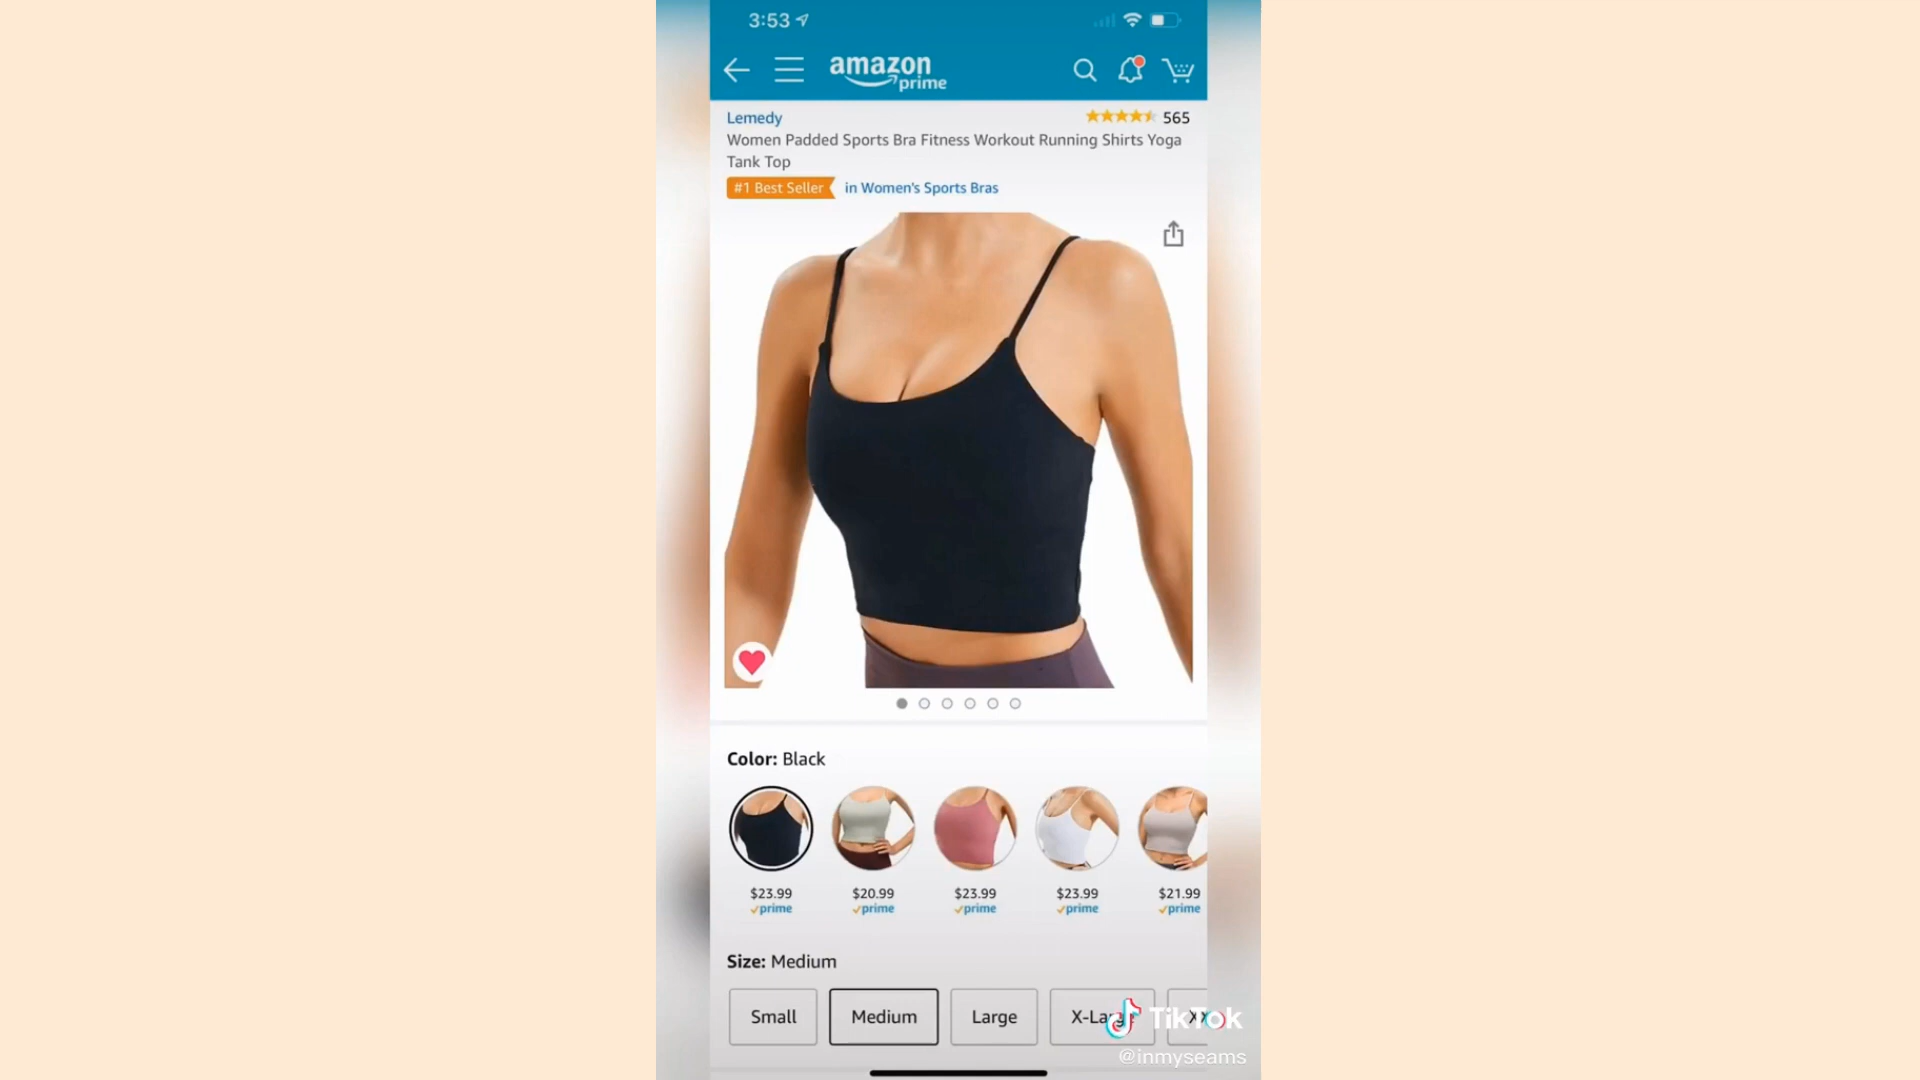 3:53
amazon
prime
Lemedy
565
Women Padded Sports Bra Fitness Workout Running Shirts Yoga
Tank Top
#1 Best Seller in Women's Sports Bras
Color: Black
$23.99 $20.99 $23.99 $23.99 $21.99
prime prime prime prime prime
Size: Medium
Small Medium Large X-Large
TikTok
@inmyseams